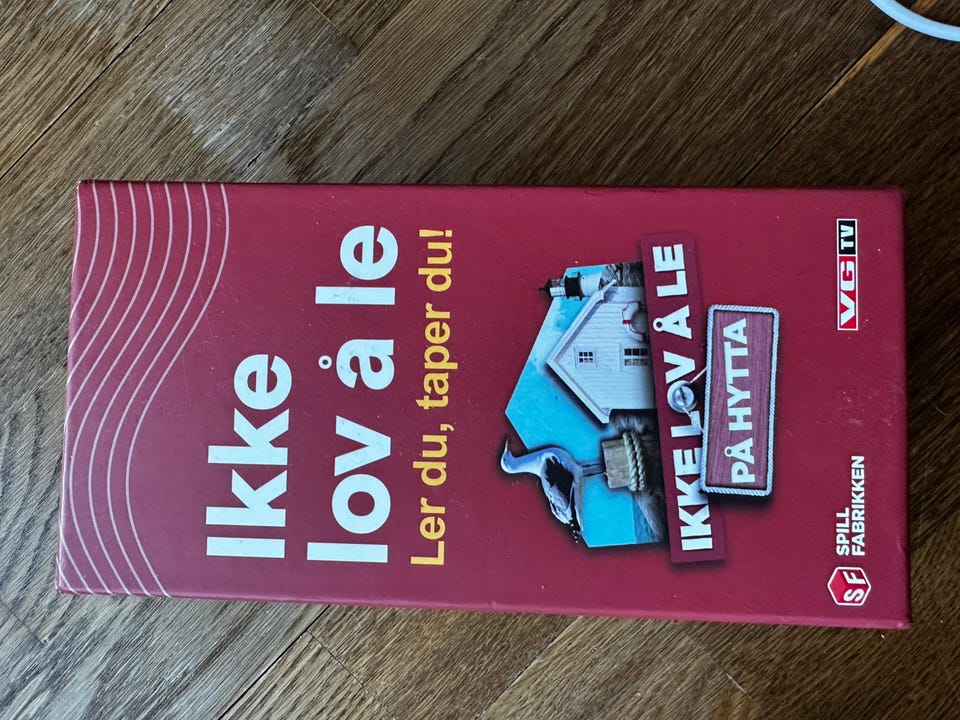 Ikke
lov å le
Ler du, taper du!
IKKE LOV Å LE
PÅ HYTTA
SF
SPILL
FABRIKKEN
VG TV